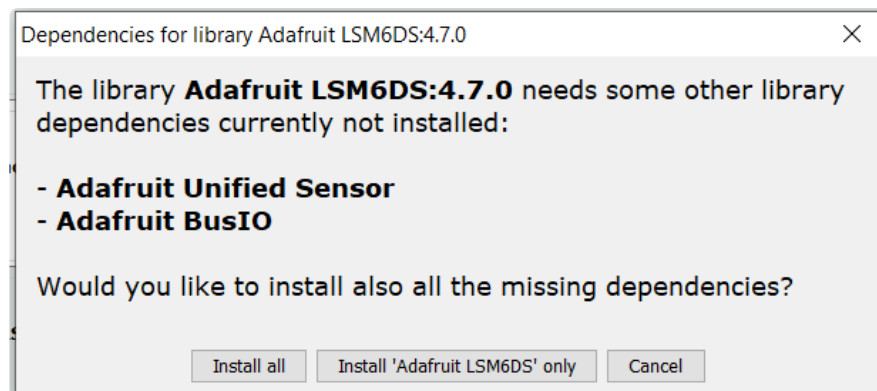 Dependencies for library Adafruit LSM6DS:4.7.0
The library Adafruit LSM6DS:4.7.0 needs some other library
dependencies currently not installed:
- Adafruit Unified Sensor
- Adafruit BusIO
Would you like to install also all the missing dependencies?
Install all Install 'Adafruit LSM6DS' only Cancel